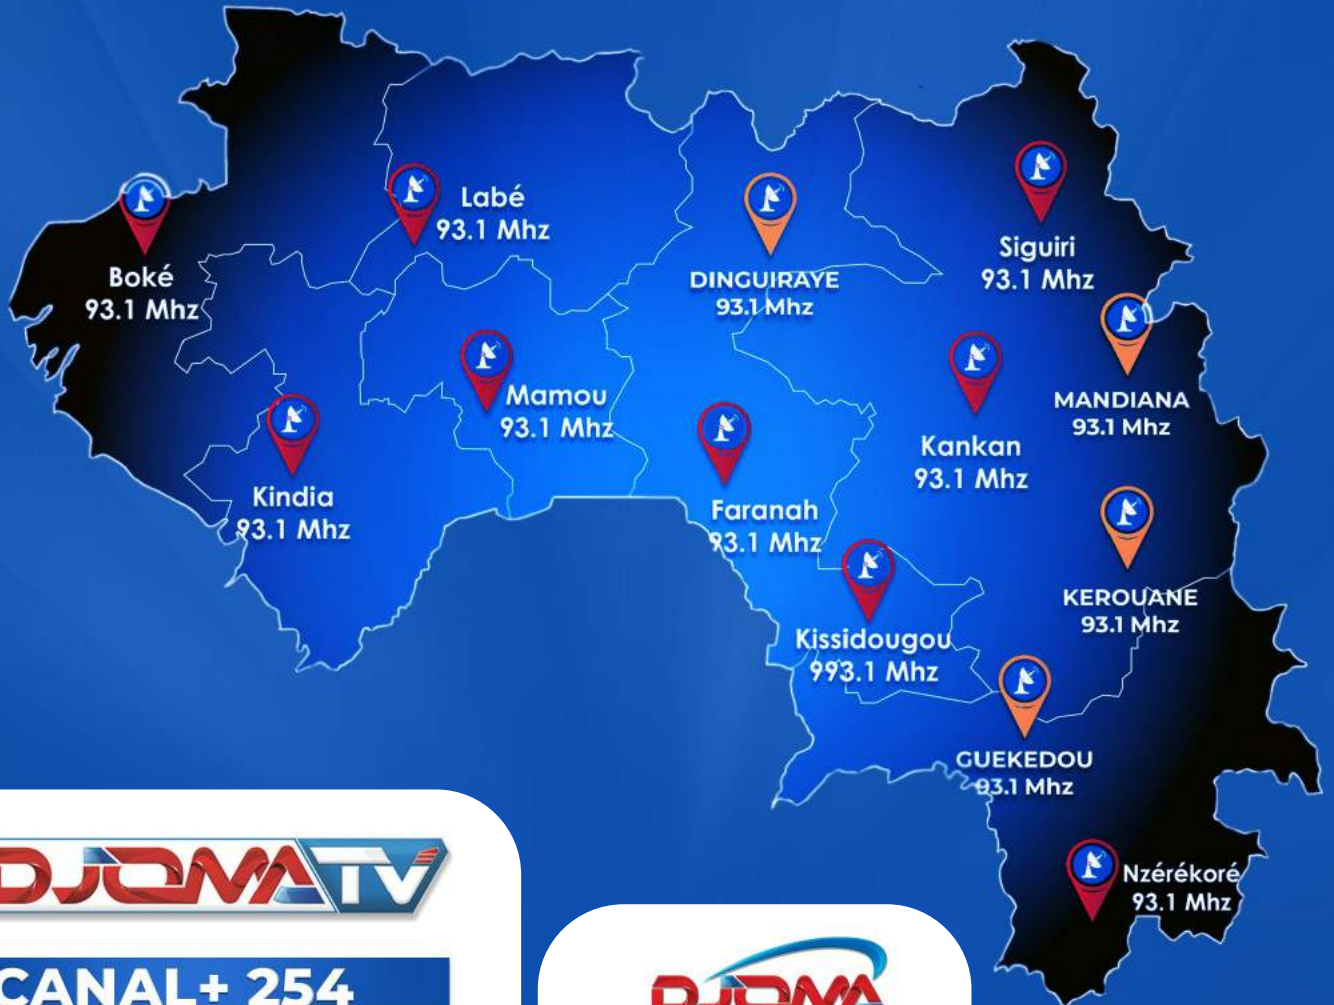 Labé
93.1 Mhz
Siguiri
93.1 Mhz
Boké
93.1 Mhz
DINGUIRAYE
93.1 Mhz
MANDIANA
93.1 Mhz
Mamou
93.1 Mhz
Kankan
93.1 Mhz
Kindia
93.1 Mhz
Faranah
93.1 Mhz
KEROUANE
93.1 Mhz
Kissidougou
993.1 Mhz
GUEKEDOU
93.1 Mhz
Nzérékoré
93.1 Mhz
DJOMA TV
CANAL+ 254
DJOMA